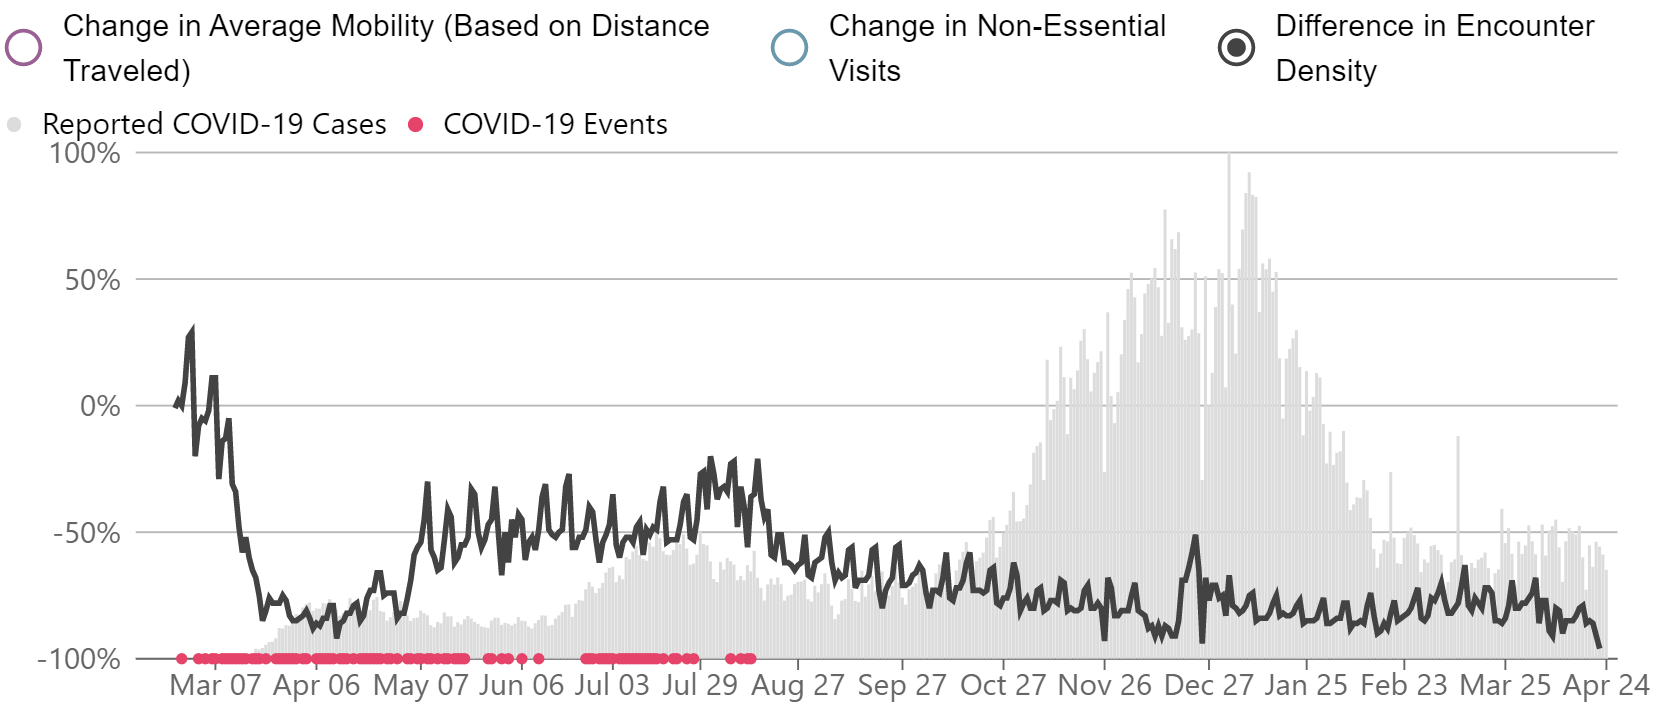 Change in Average Mobility (Based on Distance
Traveled)
Change in Non-Essential
Visits
Difference in Encounter
Density
Reported COVID-19 Cases
COVID-19 Events
100%
50%
0%
-50%
-100%
Mar 07
Apr 06
May 07
Jun 06
Jul 03
Jul 29
Aug 27
Sep 27
Oct 27
Nov 26
Dec 27
Jan 25
Feb 23
Mar 25
Apr 24